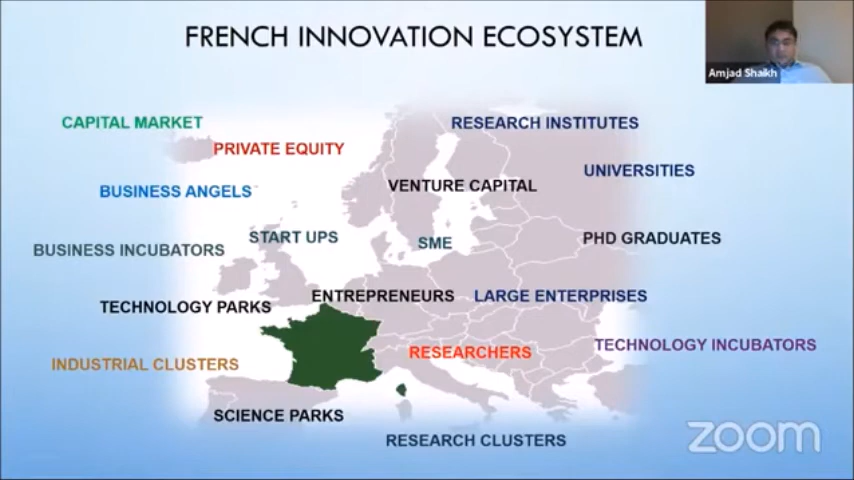 FRENCH INNOVATION ECOSYSTEM
Amjad Shaikh
CAPITAL MARKET
RESEARCH INSTITUTES
PRIVATE EQUITY
UNIVERSITIES
BUSINESS ANGELS
VENTURE CAPITAL
START UPS
SME
PHD GRADUATES
BUSINESS INCUBATORS
ENTREPRENEURS
LARGE ENTERPRISES
TECHNOLOGY PARKS
RESEARCHERS
TECHNOLOGY INCUBATORS
INDUSTRIAL CLUSTERS
SCIENCE PARKS
RESEARCH CLUSTERS
zoom